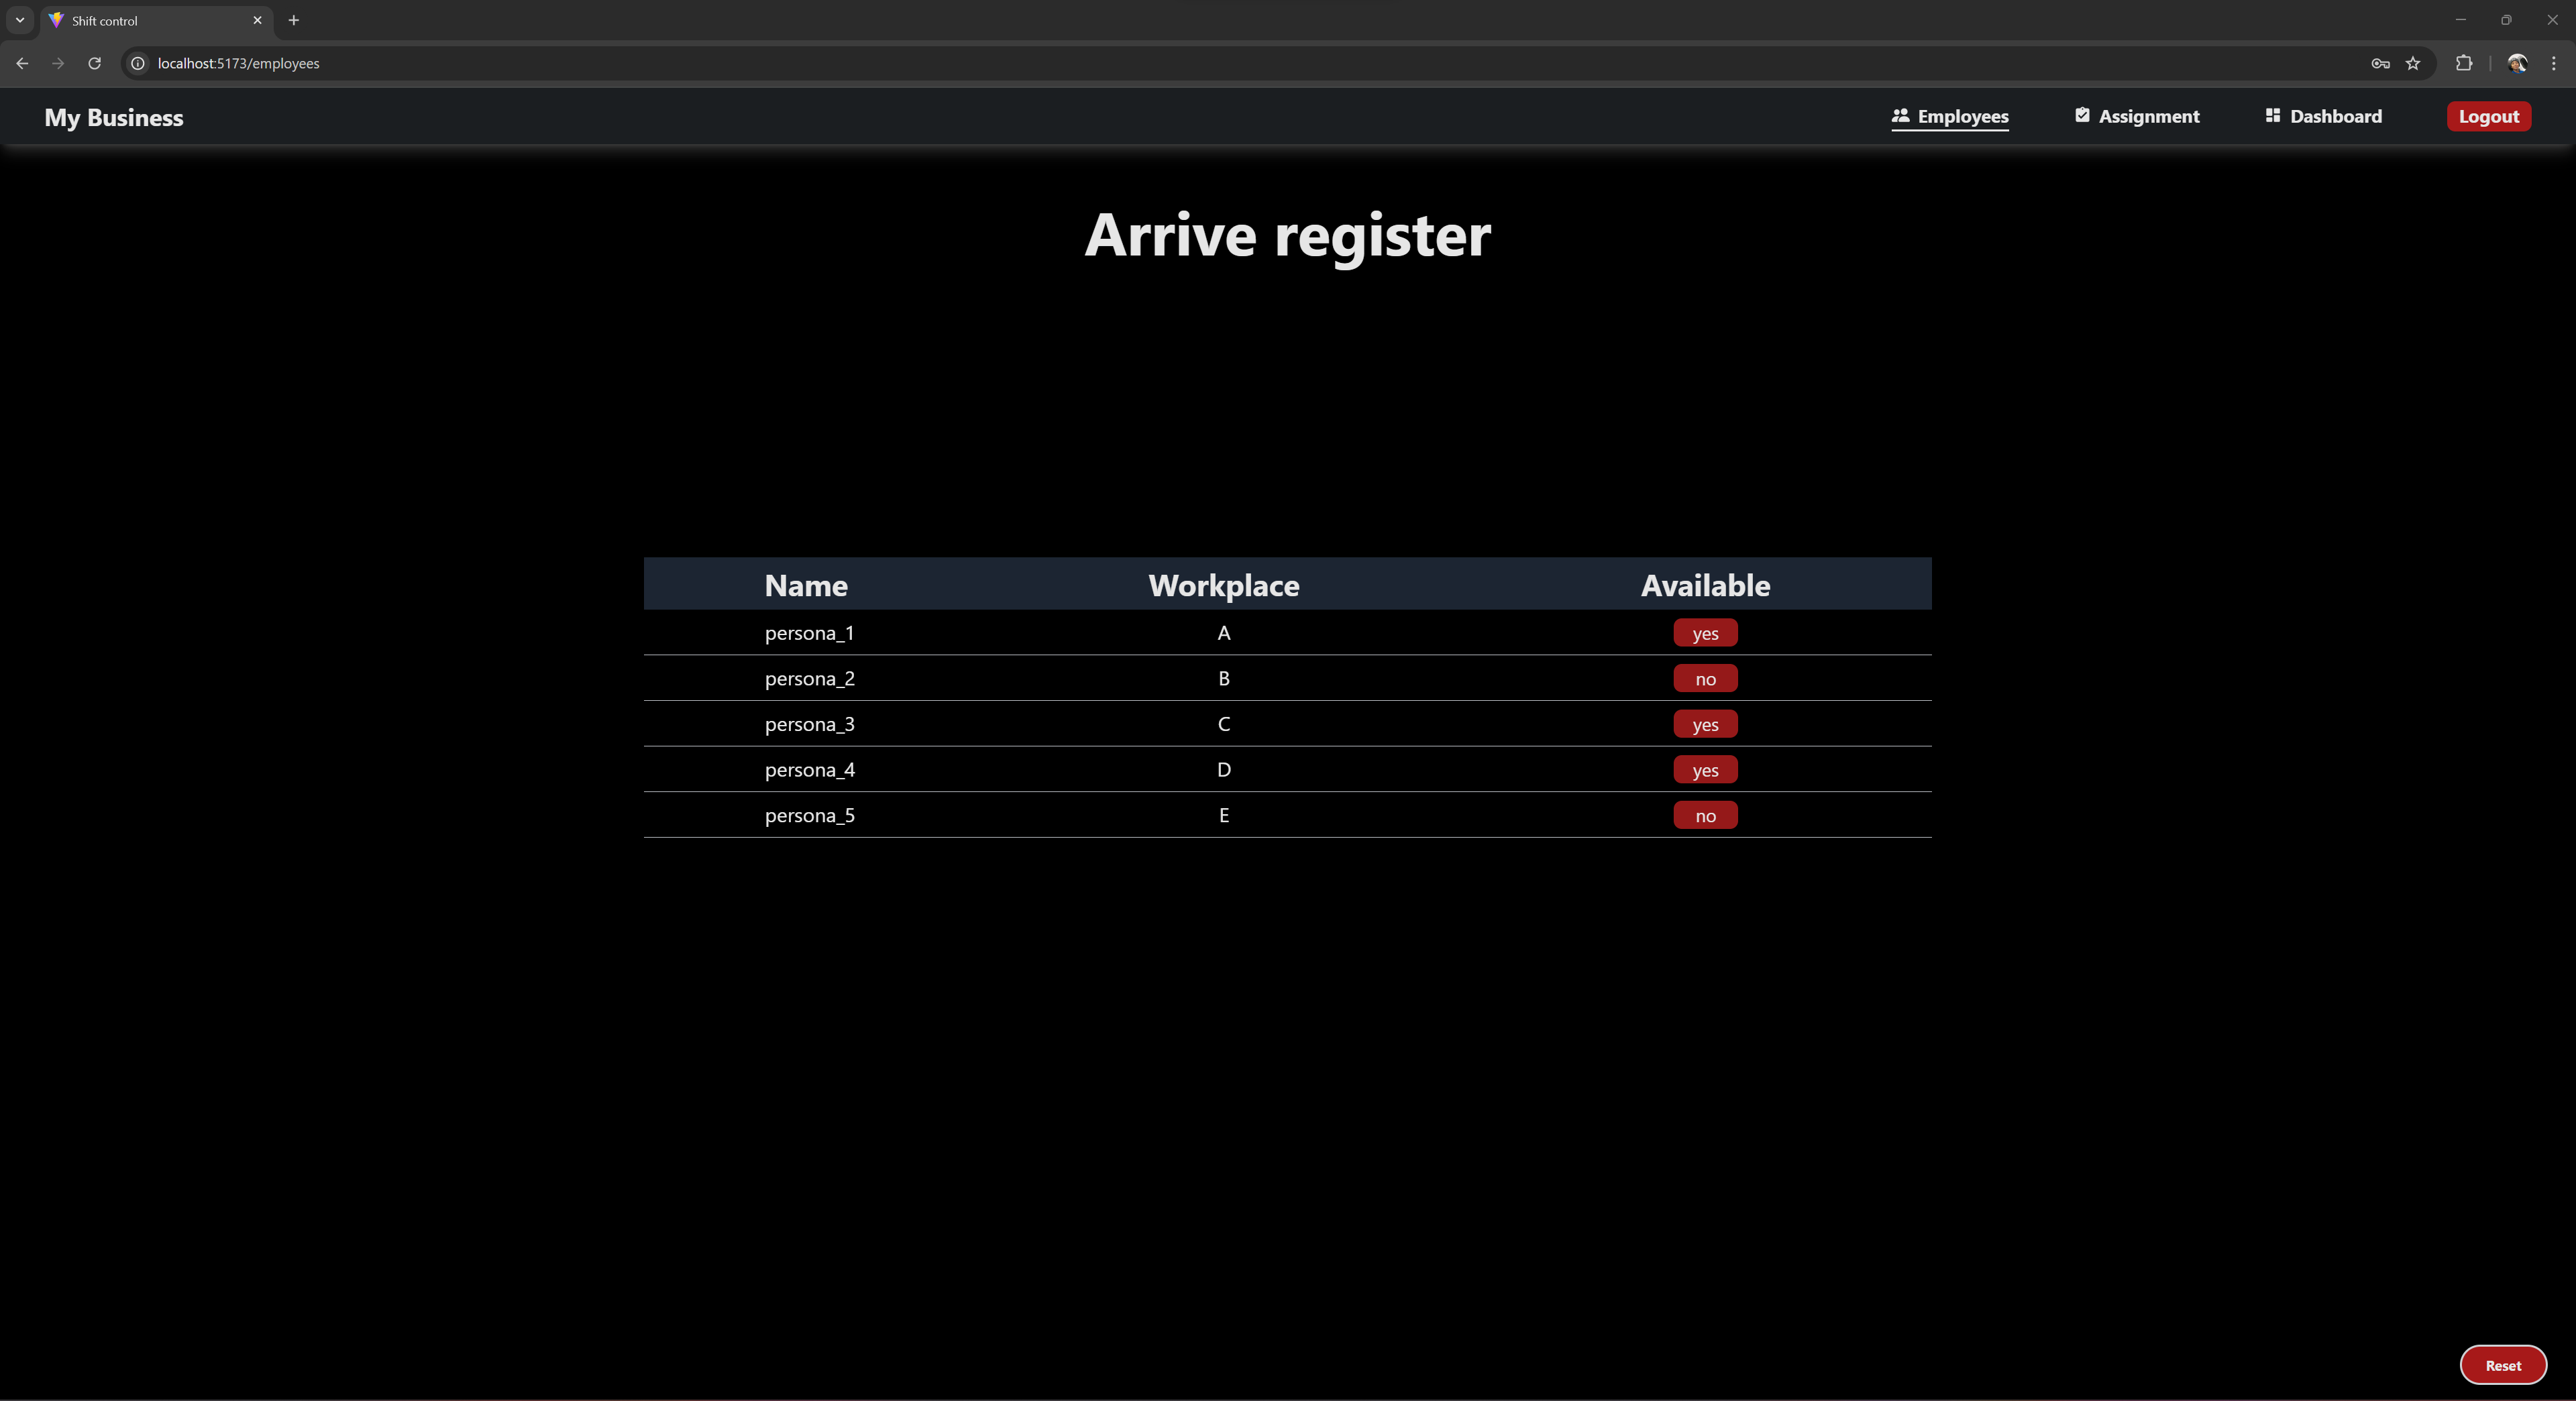 Shift control
localhost:5173/employees
My Business
Employees
Assignment
Dashboard
Logout
Arrive register
Name Workplace Available
persona_1 A yes
persona_2 B no
persona_3 C yes
persona_4 D yes
persona_5 E no
Reset